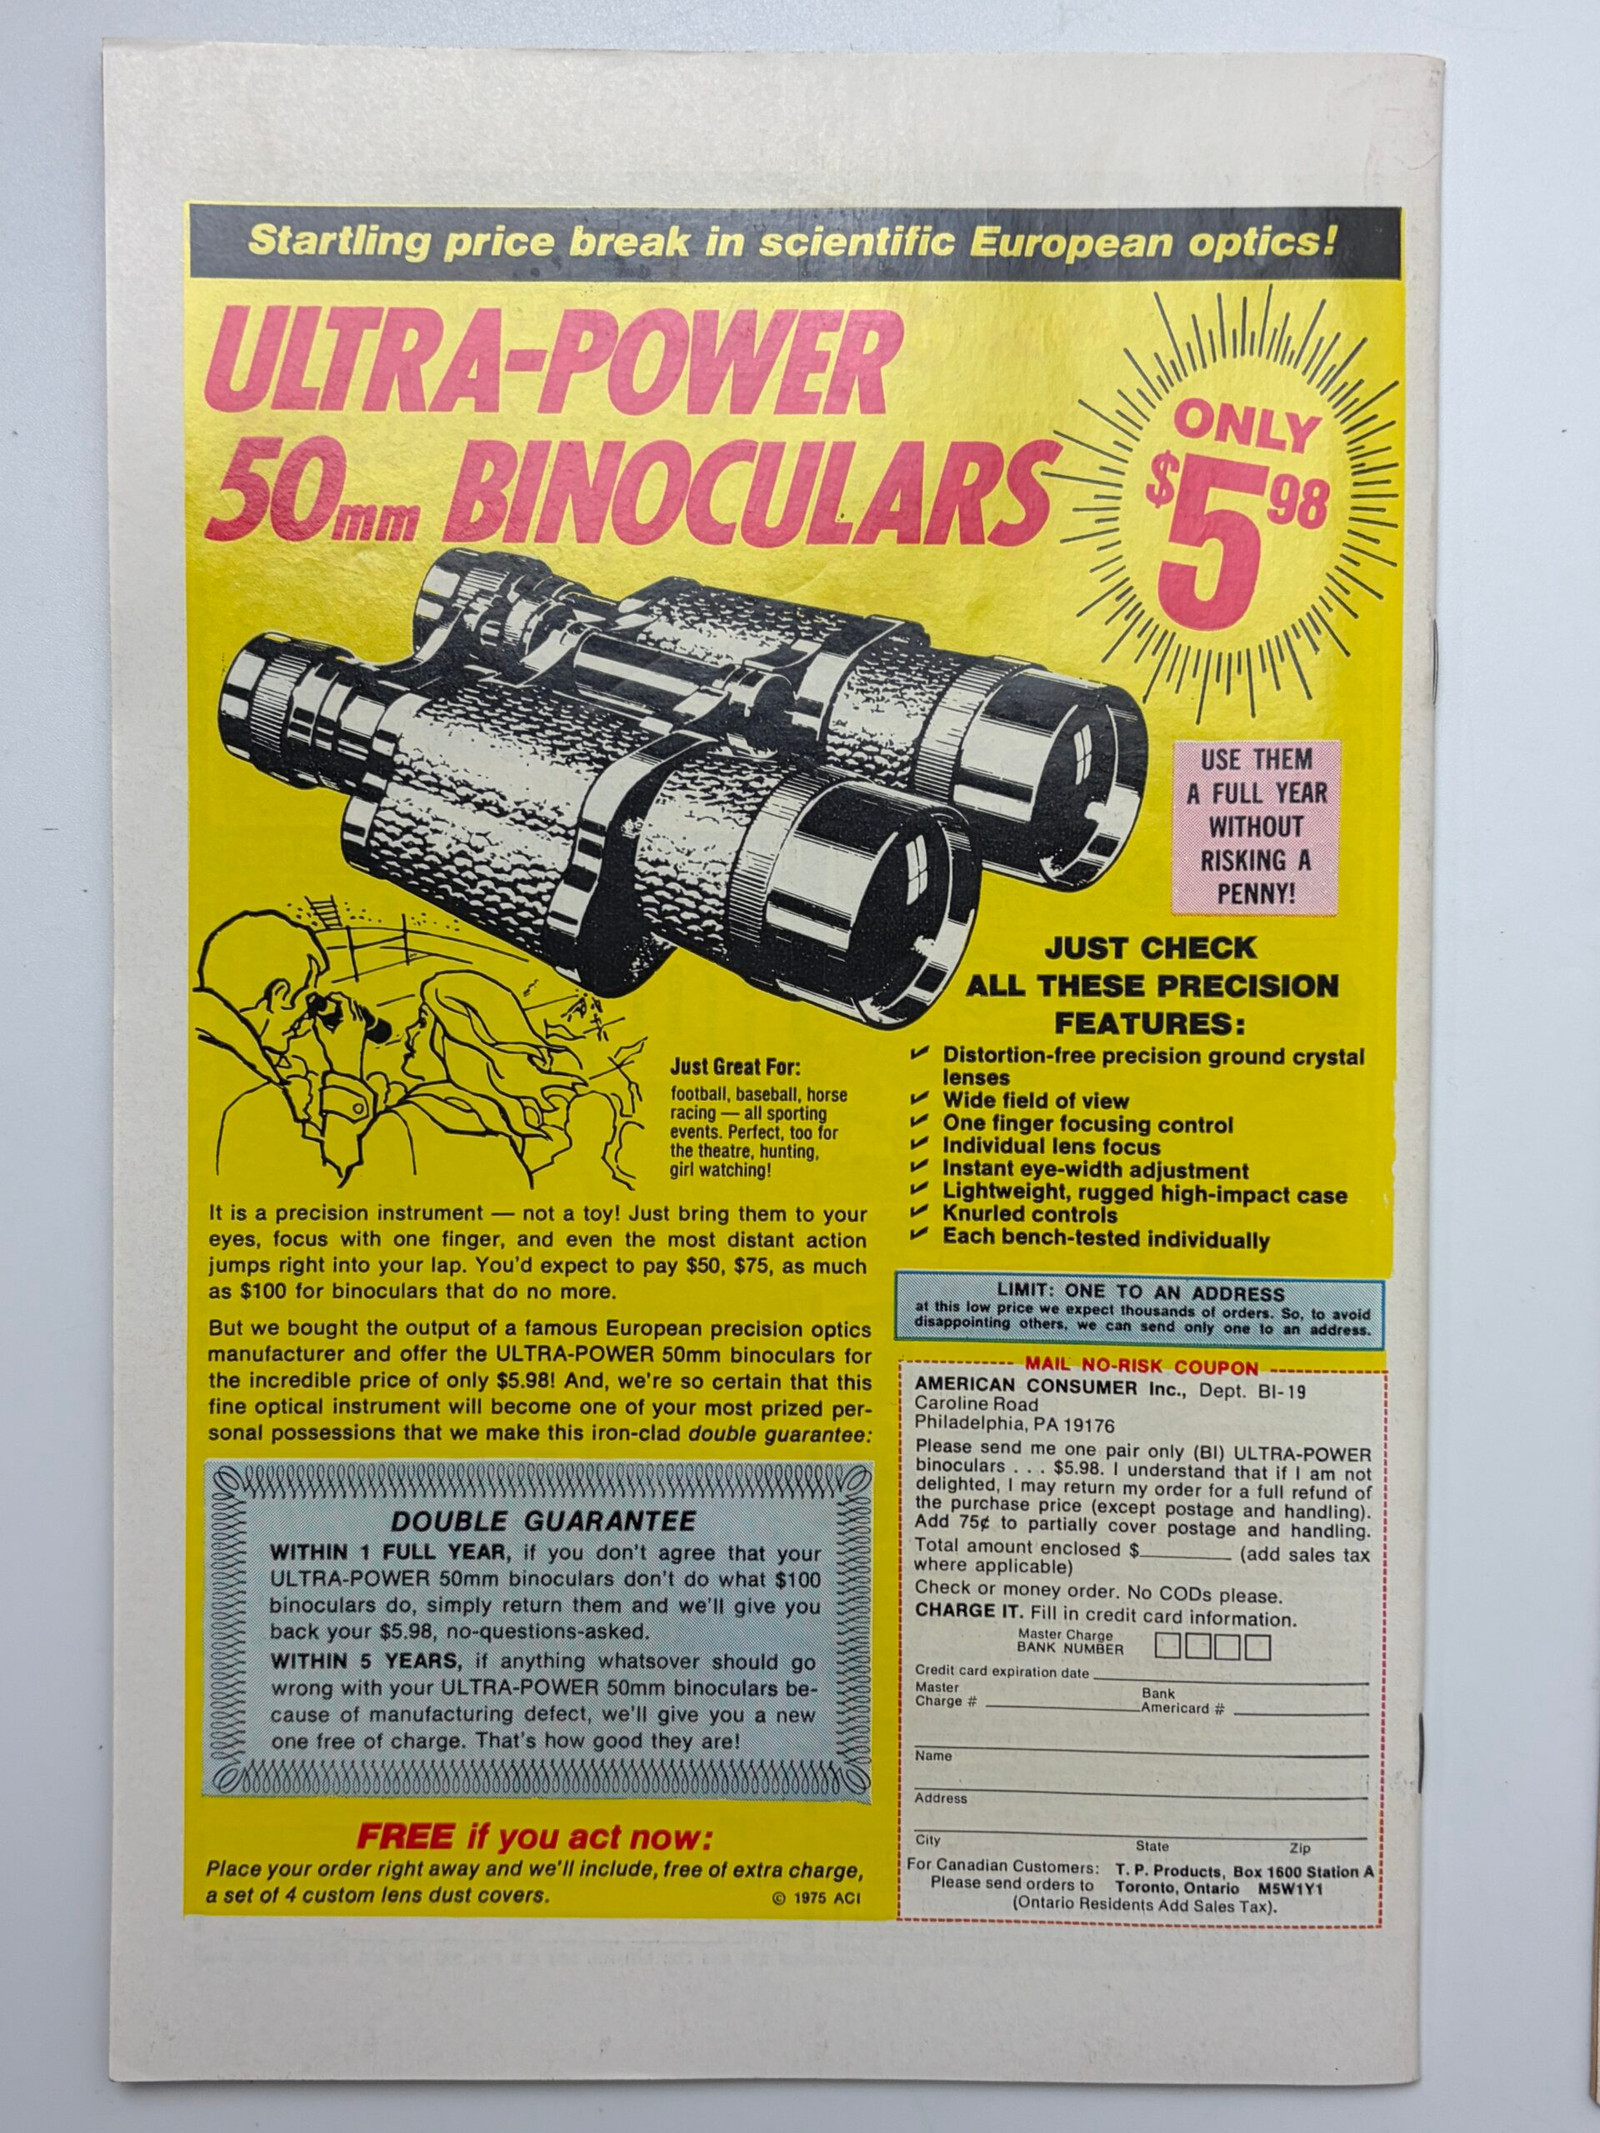 Startling price break in scientific European optics!
ULTRA-POWER
50mm BINOCULARS
ONLY
$5.98
USE THEM
A FULL YEAR
WITHOUT
RISKING A
PENNY!
JUST CHECK
ALL THESE PRECISION
FEATURES:
✓ Distortion-free precision ground crystal
lenses
✓ Wide field of view
✓ One finger focusing control
✓ Individual lens focus
✓ Instant eye-width adjustment
✓ Lightweight, rugged high-impact case
✓ Knurled controls
✓ Each bench-tested individually
Just Great For:
football, baseball, horse
racing — all sporting
events. Perfect, too for
the theatre, hunting,
girl watching!
It is a precision instrument — not a toy! Just bring them to your
eyes, focus with one finger, and even the most distant action
jumps right into your lap. You'd expect to pay $50, $75, as much
as $100 for binoculars that do no more.
But we bought the output of a famous European precision optics
manufacturer and offer the ULTRA-POWER 50mm binoculars for
the incredible price of only $5.98! And, we're so certain that this
fine optical instrument will become one of your most prized per-
sonal possessions that we make this iron-clad double guarantee:
DOUBLE GUARANTEE
WITHIN 1 FULL YEAR, if you don't agree that your
ULTRA-POWER 50mm binoculars don't do what $100
binoculars do, simply return them and we'll give you
back your $5.98, no-questions-asked.
WITHIN 5 YEARS, if anything whatsover should go
wrong with your ULTRA-POWER 50mm binoculars be-
cause of manufacturing defect, we'll give you a new
one free of charge. That's how good they are!
FREE if you act now:
Place your order right away and we'll include, free of extra charge,
a set of 4 custom lens dust covers.
© 1975 ACI
LIMIT: ONE TO AN ADDRESS
at this low price we expect thousands of orders. So, to avoid
disappointing others, we can send only one to an address.
MAIL NO-RISK COUPON
AMERICAN CONSUMER Inc., Dept. BI-19
Caroline Road
Philadelphia, PA 19176
Please send me one pair only (BI) ULTRA-POWER
binoculars . . . $5.98. I understand that if I am not
delighted, I may return my order for a full refund of
the purchase price (except postage and handling).
Add 75¢ to partially cover postage and handling.
Total amount enclosed $________ (add sales tax
where applicable)
Check or money order. No CODs please.
CHARGE IT. Fill in credit card information.
Master Charge
BANK NUMBER
Credit card expiration date
Master
Charge #
Bank
Americard #
Name
Address
City State Zip
For Canadian Customers: T. P. Products, Box 1600 Station A
Please send orders to Toronto, Ontario M5W1Y1
(Ontario Residents Add Sales Tax).